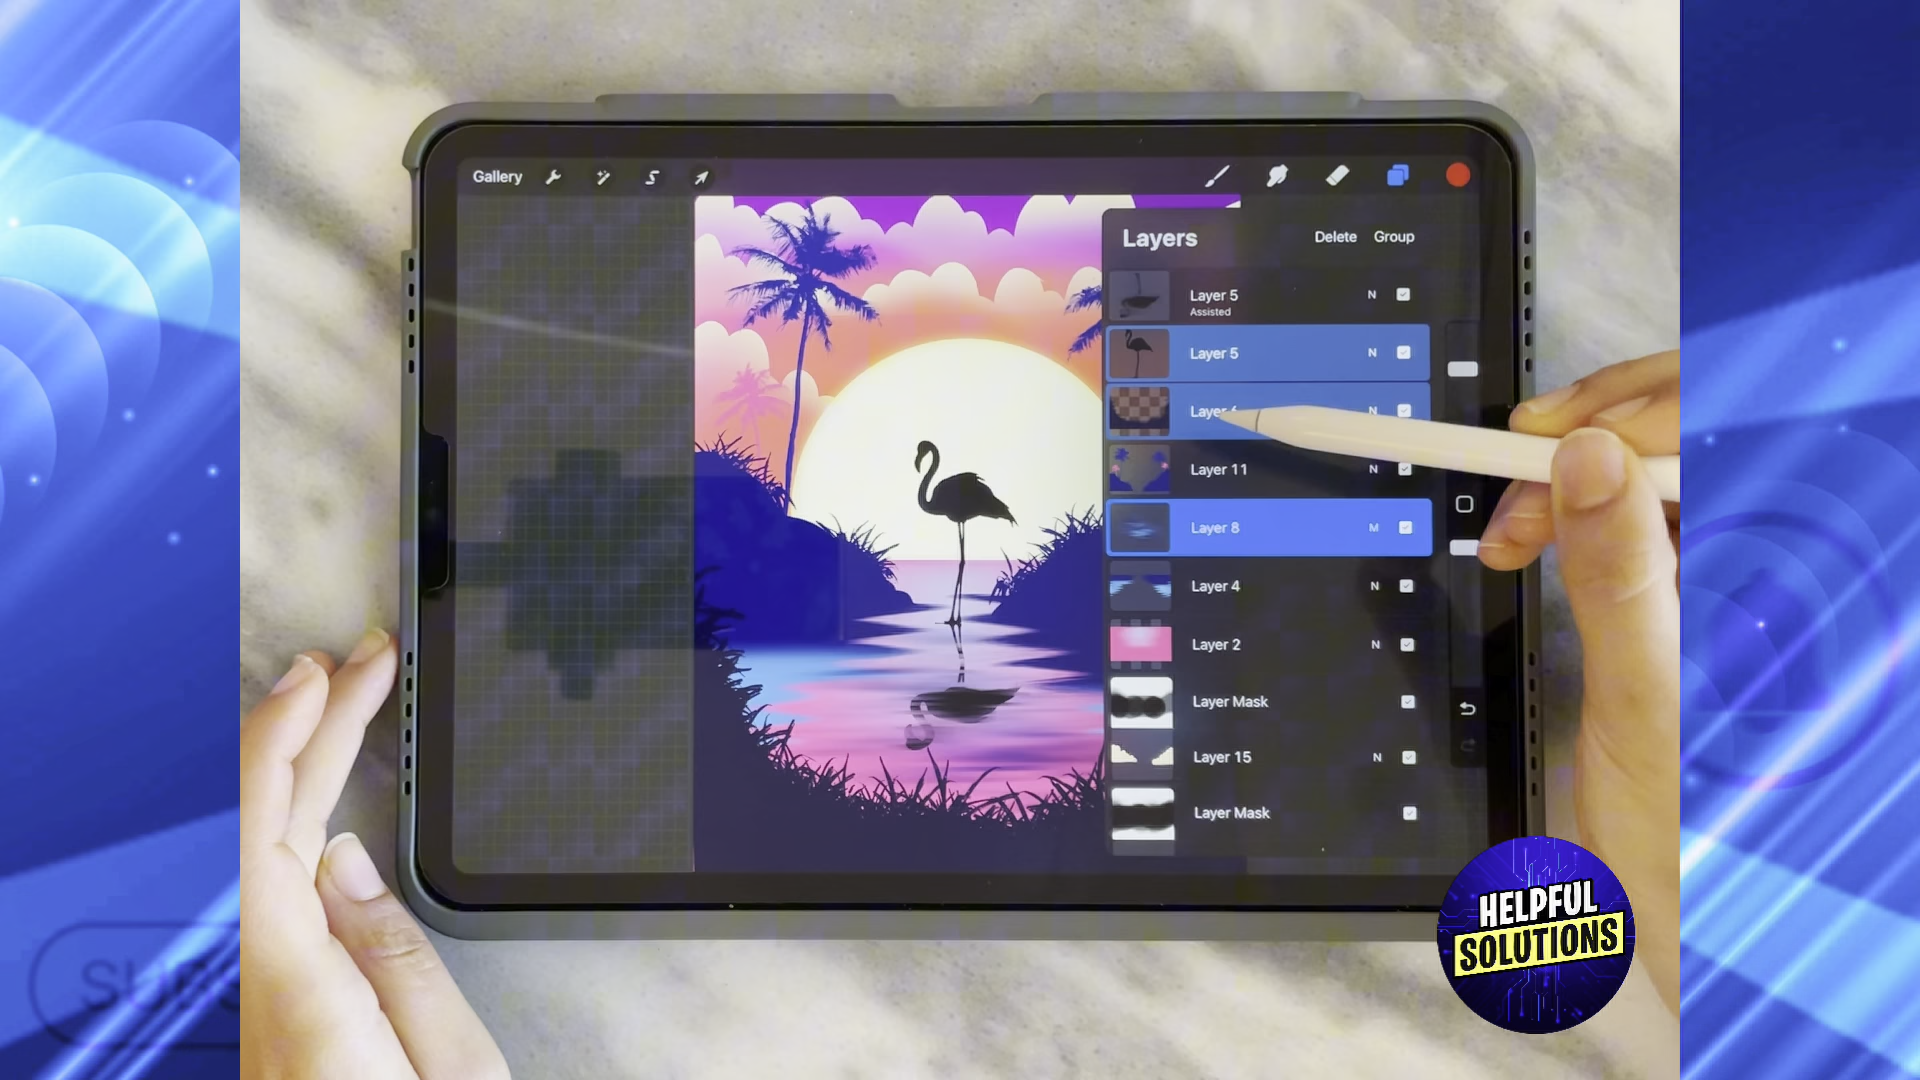 Gallery
Layers
Delete Group
Layer 5 N
Assisted
Layer 5 N
N
Layer 11 N
Layer 8 M
Layer 4 N
Layer 2 N
Layer Mask
Layer 15 N
Layer Mask
HELPFUL
SOLUTIONS